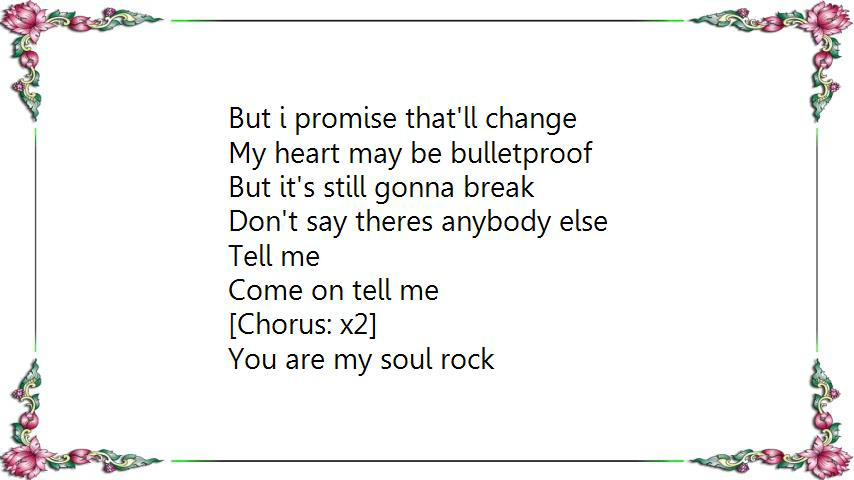 But i promise that'll change
My heart may be bulletproof
But it's still gonna break
Don't say theres anybody else
Tell me
Come on tell me
[Chorus: x2]
You are my soul rock